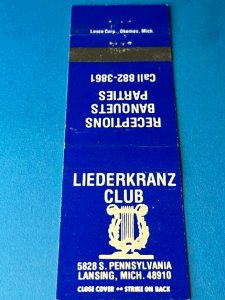 Lesco Corp., Okemos, Mich.
RECEPTIONS
BANQUETS
PARTIES
Call 882-3861
LIEDERKRANZ
CLUB
5828 S. PENNSYLVANIA
LANSING, MICH. 48910
CLOSE COVER ** STRIKE ON BACK